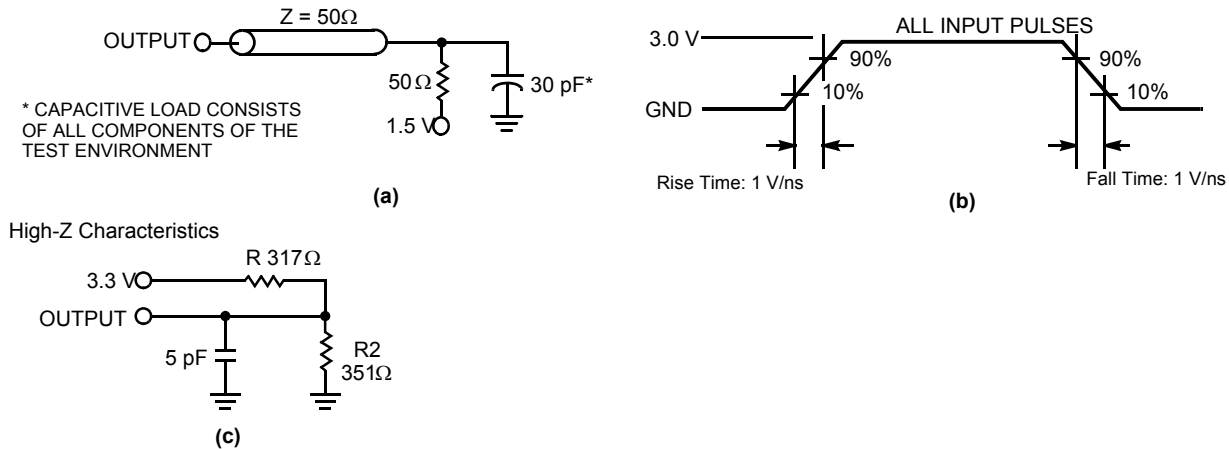 Z = 50Ω
OUTPUT
50Ω
30 pF*
1.5 V
* CAPACITIVE LOAD CONSISTS
OF ALL COMPONENTS OF THE
TEST ENVIRONMENT
(a)
ALL INPUT PULSES
3.0 V
90%
90%
10%
10%
GND
Rise Time: 1 V/ns
Fall Time: 1 V/ns
(b)
High-Z Characteristics
R 317Ω
3.3 V
OUTPUT
5 pF
R2
351Ω
(c)